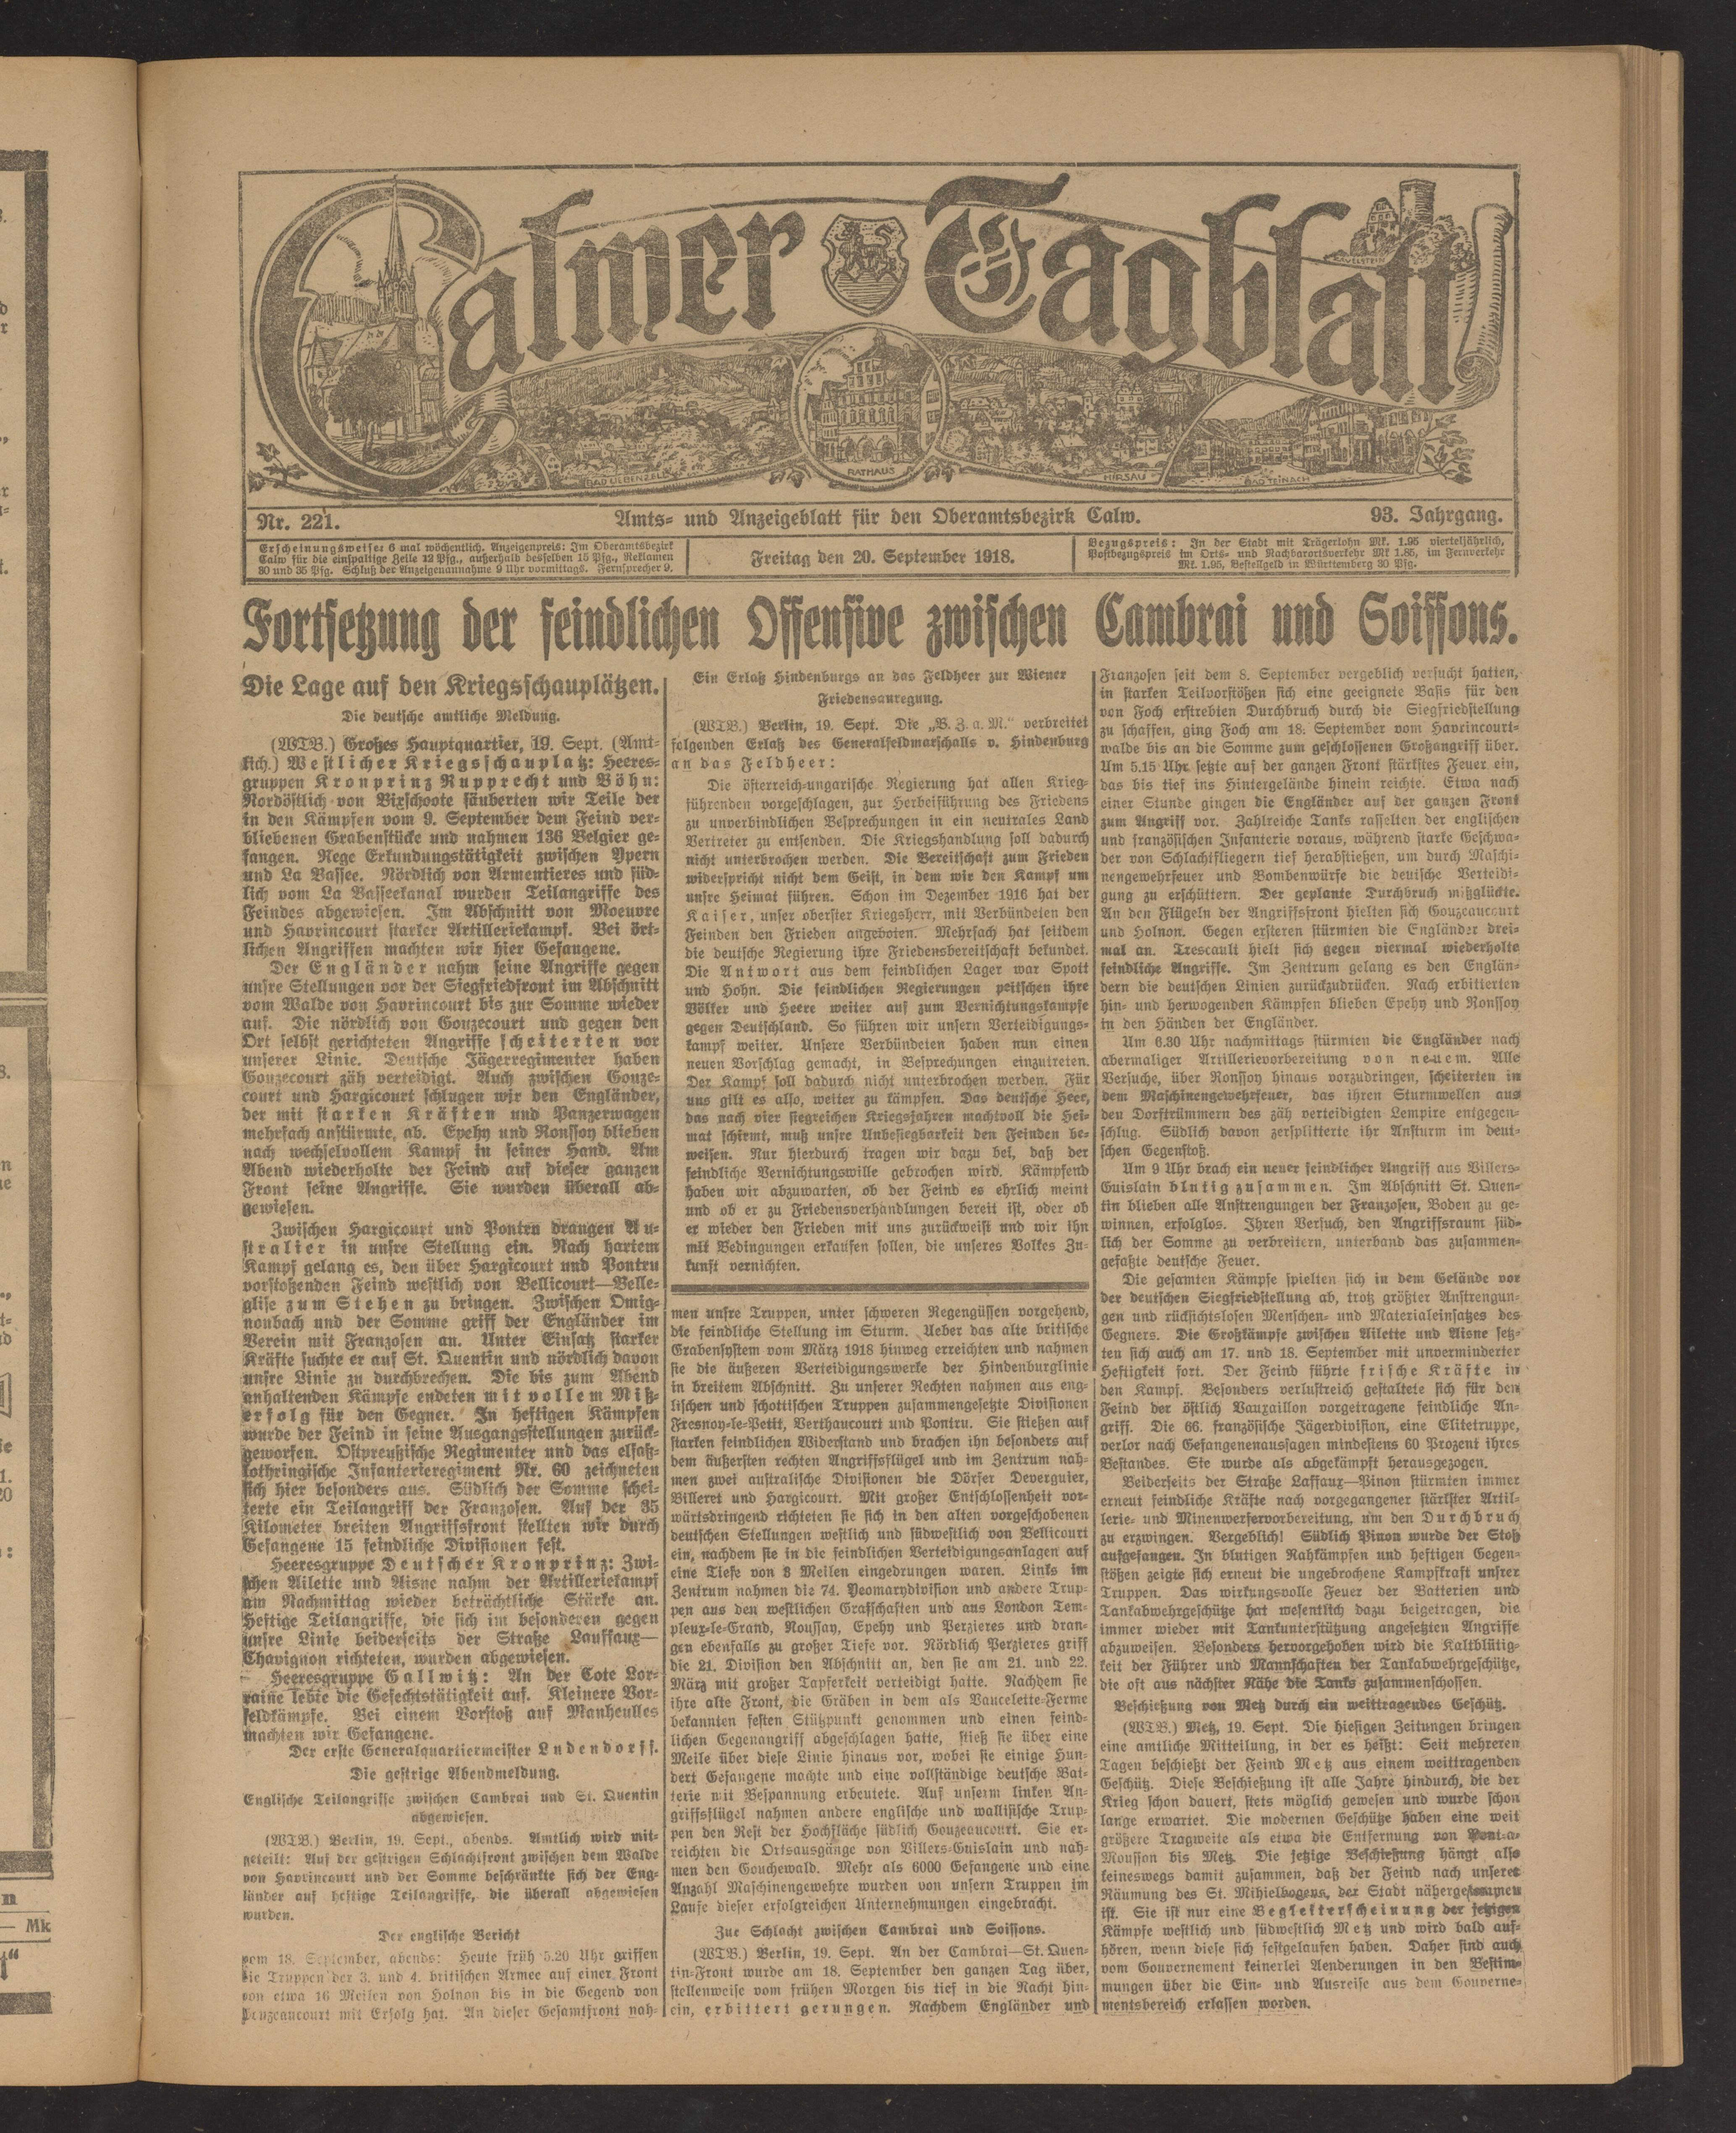 Calmer Tagblatt
ZAVELSTEIN
BAD LIEBENZELL
RATHAUS
HIRSAU
BAD TEINACH
Nr. 221.
Amts- und Anzeigeblatt für den Oberamtsbezirk Calw.
93. Jahrgang.
Erscheinungsweise: 6 mal wöchentlich. Anzeigenpreis: Im Oberamtsbezirk
Calw für die einspaltige Zeile 12 Pfg., außerhalb desselben 15 Pfg., Reklamen
30 und 35 Pfg. Schluß der Anzeigenannahme 9 Uhr vormittags. Fernsprecher 9.
Freitag den 20. September 1918.
Bezugspreis: In der Stadt mit Trägerlohn Mk. 1.95 vierteljährlich,
Postbezugspreis im Orts- und Nachbarortsverkehr Mk 1.85, im Fernverkehr
Mk. 1.95, Bestellgeld in Württemberg 30 Pfg.
Fortsetzung der feindlichen Offensive zwischen Cambrai und Soissons.
Die Lage auf den Kriegsschauplätzen.
Die deutsche amtliche Meldung.
(WTB.) Großes Hauptquartier, 19. Sept. (Amt-
lich.) Westlicher Kriegsschauplatz: Heeres-
gruppen Kronprinz Rupprecht und Böhn:
Nordöstlich von Bixschoote säuberten wir Teile der
in den Kämpfen vom 9. September dem Feind ver-
bliebenen Grabenstücke und nahmen 136 Belgier ge-
fangen. Rege Erkundungstätigkeit zwischen Ypern
und La Bassee. Nördlich von Armentieres und süd-
lich vom La Basseekanal wurden Teilangriffe des
Feindes abgewiesen. Im Abschnitt von Moeuvre
und Havrincourt starker Artilleriekampf. Bei ört-
lichen Angriffen machten wir hier Gefangene.
Der Engländer nahm seine Angriffe gegen
unsre Stellungen vor der Siegfriedfront im Abschnitt
vom Walde von Havrincourt bis zur Somme wieder
auf. Die nördlich von Gouzecourt und gegen den
Ort selbst gerichteten Angriffe scheiterten vor
unserer Linie. Deutsche Jägerregimenter haben
Gouzecourt zäh verteidigt. Auch zwischen Gouze-
court und Hargicourt schlugen wir den Engländer,
der mit starken Kräften und Panzerwagen
mehrfach anstürmte, ab. Epehy und Ronssoy blieben
nach wechselvollem Kampf in seiner Hand. Am
Abend wiederholte der Feind auf dieser ganzen
Front seine Angriffe. Sie wurden überall ab-
gewiesen.
Zwischen Hargicourt und Pontru drangen Au-
stralier in unsre Stellung ein. Nach hartem
Kampf gelang es, den über Hargicourt und Pontru
vorstoßenden Feind westlich von Bellicourt—Belle-
glise zum Stehen zu bringen. Zwischen Omig-
nonbach und der Somme griff der Engländer im
Verein mit Franzosen an. Unter Einsatz starker
Kräfte suchte er auf St. Quentin und nördlich davon
unsre Linie zu durchbrechen. Die bis zum Abend
anhaltenden Kämpfe endeten mit vollem Miß-
erfolg für den Gegner. In heftigen Kämpfen
wurde der Feind in seine Ausgangsstellungen zurück-
geworfen. Ostpreußische Regimenter und das elsaß-
lothringische Infanterieregiment Nr. 60 zeichneten
sich hier besonders aus. Südlich der Somme schei-
terte ein Teilangriff der Franzosen. Auf der 35
Kilometer breiten Angriffsfront stellten wir durch
Gefangene 15 feindliche Divisionen fest.
Heeresgruppe Deutscher Kronprinz: Zwi-
schen Ailette und Aisne nahm der Artilleriekampf
am Nachmittag wieder beträchtliche Stärke an.
Heftige Teilangriffe, die sich im besonderen gegen
unsre Linie beiderseits der Straße Lauffaux—
Chavignon richteten, wurden abgewiesen.
Heeresgruppe Gallwitz: An der Cote Lor-
raine lebte die Gefechtstätigkeit auf. Kleinere Vor-
feldkämpfe. Bei einem Vorstoß auf Manheulles
machten wir Gefangene.
Der erste Generalquartiermeister Ludendorff.
Die gestrige Abendmeldung.
Englische Teilangriffe zwischen Cambrai und St. Quentin
abgewiesen.
(WTB.) Berlin, 19. Sept., abends. Amtlich wird mit-
geteilt: Auf der gestrigen Schlachtfront zwischen dem Walde
von Havrincourt und der Somme beschränkte sich der Eng-
länder auf heftige Teilangriffe, die überall abgewiesen
wurden.
Der englische Bericht
vom 18. September, abends: Heute früh 5.20 Uhr griffen
die Truppen der 3. und 4. britischen Armee auf einer Front
von etwa 16 Meilen von Holnon bis in die Gegend von
Gouzeaucourt mit Erfolg hat. An dieser Gesamtfront nah-
Ein Erlaß Hindenburgs an das Feldheer zur Wiener
Friedensanregung.
(WTB.) Berlin, 19. Sept. Die „B. Z. a. M.“ verbreitet
folgenden Erlaß des Generalfeldmarschalls v. Hindenburg
an das Feldheer:
Die österreich-ungarische Regierung hat allen Krieg-
führenden vorgeschlagen, zur Herbeiführung des Friedens
zu unverbindlichen Besprechungen in ein neutrales Land
Vertreter zu entsenden. Die Kriegshandlung soll dadurch
nicht unterbrochen werden. Die Bereitschaft zum Frieden
widerspricht nicht dem Geist, in dem wir den Kampf um
unsre Heimat führen. Schon im Dezember 1916 hat der
Kaiser, unser oberster Kriegsherr, mit Verbündeten den
Feinden den Frieden angeboten. Mehrfach hat seitdem
die deutsche Regierung ihre Friedensbereitschaft bekundet.
Die Antwort aus dem feindlichen Lager war Spott
und Hohn. Die feindlichen Regierungen peitschen ihre
Völker und Heere weiter auf zum Vernichtungskampfe
gegen Deutschland. So führen wir unsern Verteidigungs-
kampf weiter. Unsere Verbündeten haben nun einen
neuen Vorschlag gemacht, in Besprechungen einzutreten.
Der Kampf soll dadurch nicht unterbrochen werden. Für
uns gilt es also, weiter zu kämpfen. Das deutsche Heer,
das nach vier siegreichen Kriegsjahren machtvoll die Hei-
mat schirmt, muß unsre Unbesiegbarkeit den Feinden be-
weisen. Nur hierdurch tragen wir dazu bei, daß der
feindliche Vernichtungswille gebrochen wird. Kämpfend
haben wir abzuwarten, ob der Feind es ehrlich meint
und ob er zu Friedensverhandlungen bereit ist, oder ob
er wieder den Frieden mit uns zurückweist und wir ihn
mit Bedingungen erkaufen sollen, die unseres Volkes Zu-
kunft vernichten.
men unsre Truppen, unter schweren Regengüssen vorgehend,
die feindliche Stellung im Sturm. Ueber das alte britische
Grabensystem vom März 1918 hinweg erreichten und nahmen
sie die äußeren Verteidigungswerke der Hindenburglinie
in breitem Abschnitt. Zu unserer Rechten nahmen aus eng-
lischen und schottischen Truppen zusammengesetzte Divisionen
Fresnoy-le-Petit, Berthaucourt und Pontru. Sie stießen auf
starken feindlichen Widerstand und brachen ihn besonders auf
dem äußersten rechten Angriffsflügel und im Zentrum nah-
men zwei australische Divisionen die Dörfer Deverguier,
Billeret und Hargicourt. Mit großer Entschlossenheit vor-
wärtsdringend richteten sie sich in den alten vorgeschobenen
deutschen Stellungen westlich und südwestlich von Bellicourt
ein, nachdem sie in die feindlichen Verteidigungsanlagen auf
eine Tiefe von 3 Meilen eingedrungen waren. Links im
Zentrum nahmen die 74. Yeomarydivision und andere Trup-
pen aus den westlichen Grafschaften und aus London Tem-
pleux-le-Grand, Roussay, Epehy und Perzieres und dran-
gen ebenfalls zu großer Tiefe vor. Nördlich Perzieres griff
die 21. Division den Abschnitt an, den sie am 21. und 22.
März mit großer Tapferkeit verteidigt hatte. Nachdem sie
ihre alte Front, die Gräben in dem als Vaucelette-Ferme
bekannten festen Stützpunkt genommen und einen feind-
lichen Gegenangriff abgeschlagen hatte, stieß sie über eine
Meile über diese Linie hinaus vor, wobei sie einige Hun-
dert Gefangene machte und eine vollständige deutsche Bat-
terie mit Bespannung erbeutete. Auf unserm linken An-
griffsflügel nahmen andere englische und wallisische Trup-
pen den Rest der Hochfläche südlich Gouzeaucourt. Sie er-
reichten die Ortsausgänge von Villers-Guislain und nah-
men den Gouchewald. Mehr als 6000 Gefangene und eine
Anzahl Maschinengewehre wurden von unsern Truppen im
Laufe dieser erfolgreichen Unternehmungen eingebracht.
Zur Schlacht zwischen Cambrai und Soissons.
(WTB.) Berlin, 19. Sept. An der Cambrai—St. Quen-
tin-Front wurde am 18. September den ganzen Tag über,
stellenweise vom frühen Morgen bis tief in die Nacht hin-
ein, erbittert gerungen. Nachdem Engländer und
Franzosen seit dem 8. September vergeblich versucht hatten,
in starken Teilvorstößen sich eine geeignete Basis für den
von Foch erstrebten Durchbruch durch die Siegfriedstellung
zu schaffen, ging Foch am 18. September vom Havrincourt-
walde bis an die Somme zum geschlossenen Großangriff über.
Um 5.15 Uhr setzte auf der ganzen Front stärkstes Feuer ein,
das bis tief ins Hintergelände hinein reichte. Etwa nach
einer Stunde gingen die Engländer auf der ganzen Front
zum Angriff vor. Zahlreiche Tanks rasselten der englischen
und französischen Infanterie voraus, während starke Geschwa-
der von Schlachtfliegern tief herabstießen, um durch Maschi-
nengewehrfeuer und Bombenwürfe die deutsche Verteidi-
gung zu erschüttern. Der geplante Durchbruch mißglückte.
An den Flügeln der Angriffsfront hielten sich Gouzeaucourt
und Holnon. Gegen ersteren stürmten die Engländer drei-
mal an. Trescault hielt sich gegen viermal wiederholte
feindliche Angriffe. Im Zentrum gelang es den Englän-
dern die deutschen Linien zurückzudrücken. Nach erbitterten
hin- und herwogenden Kämpfen blieben Epehy und Ronssoy
in den Händen der Engländer.
Um 6.30 Uhr nachmittags stürmten die Engländer nach
abermaliger Artillerievorbereitung von neuem. Alle
Versuche, über Ronssoy hinaus vorzudringen, scheiterten in
dem Maschinengewehrfeuer, das ihren Sturmwellen aus
den Dorftrümmern des zäh verteidigten Lempire entgegen-
schlug. Südlich davon zersplitterte ihr Ansturm im deut-
schen Gegenstoß.
Um 9 Uhr brach ein neuer feindlicher Angriff aus Villers-
Guislain blutig zusammen. Im Abschnitt St. Quen-
tin blieben alle Anstrengungen der Franzosen, Boden zu ge-
winnen, erfolglos. Ihren Versuch, den Angriffsraum süd-
lich der Somme zu verbreitern, unterband das zusammen-
gefaßte deutsche Feuer.
Die gesamten Kämpfe spielten sich in dem Gelände vor
der deutschen Siegfriedstellung ab, trotz größter Anstrengun-
gen und rücksichtslosen Menschen- und Materialeinsatzes des
Gegners. Die Großkämpfe zwischen Ailette und Aisne setz-
ten sich auch am 17. und 18. September mit unverminderter
Heftigkeit fort. Der Feind führte frische Kräfte in
den Kampf. Besonders verlustreich gestaltete sich für den
Feind der östlich Vauxaillon vorgetragene feindliche An-
griff. Die 66. französische Jägerdivision, eine Elitetruppe,
verlor nach Gefangenenaussagen mindestens 60 Prozent ihres
Bestandes. Sie wurde als abgekämpft herausgezogen.
Beiderseits der Straße Laffaux—Pinon stürmten immer
erneut feindliche Kräfte nach vorgegangener stärkster Artil-
lerie- und Minenwerfervorbereitung, um den Durchbruch
zu erzwingen. Vergeblich! Südlich Pinon wurde der Stoß
aufgefangen. In blutigen Nahkämpfen und heftigen Gegen-
stößen zeigte sich erneut die ungebrochene Kampfkraft unsrer
Truppen. Das wirkungsvolle Feuer der Batterien und
Tankabwehrgeschütze hat wesentlich dazu beigetragen, die
immer wieder mit Tankunterstützung angesetzten Angriffe
abzuweisen. Besonders hervorgehoben wird die Kaltblütig-
keit der Führer und Mannschaften der Tankabwehrgeschütze,
die oft aus nächster Nähe die Tanks zusammenschossen.
Beschießung von Metz durch ein weittragendes Geschütz.
(WTB.) Metz, 19. Sept. Die hiesigen Zeitungen bringen
eine amtliche Mitteilung, in der es heißt: Seit mehreren
Tagen beschießt der Feind Metz aus einem weittragenden
Geschütz. Diese Beschießung ist alle Jahre hindurch, die der
Krieg schon dauert, stets möglich gewesen und wurde schon
lange erwartet. Die modernen Geschütze haben eine weit
größere Tragweite als etwa die Entfernung von Pont-a-
Mousson bis Metz. Die jetzige Beschießung hängt also
keineswegs damit zusammen, daß der Feind nach unserer
Räumung des St. Mihielbogens, der Stadt nähergekommen
ist. Sie ist nur eine Begleiterscheinung der jetzigen
Kämpfe westlich und südwestlich Metz und wird bald auf-
hören, wenn diese sich festgelaufen haben. Daher sind auch
vom Gouvernement keinerlei Aenderungen in den Bestim-
mungen über die Ein- und Ausreise aus dem Gouverne-
mentsbereich erlassen worden.